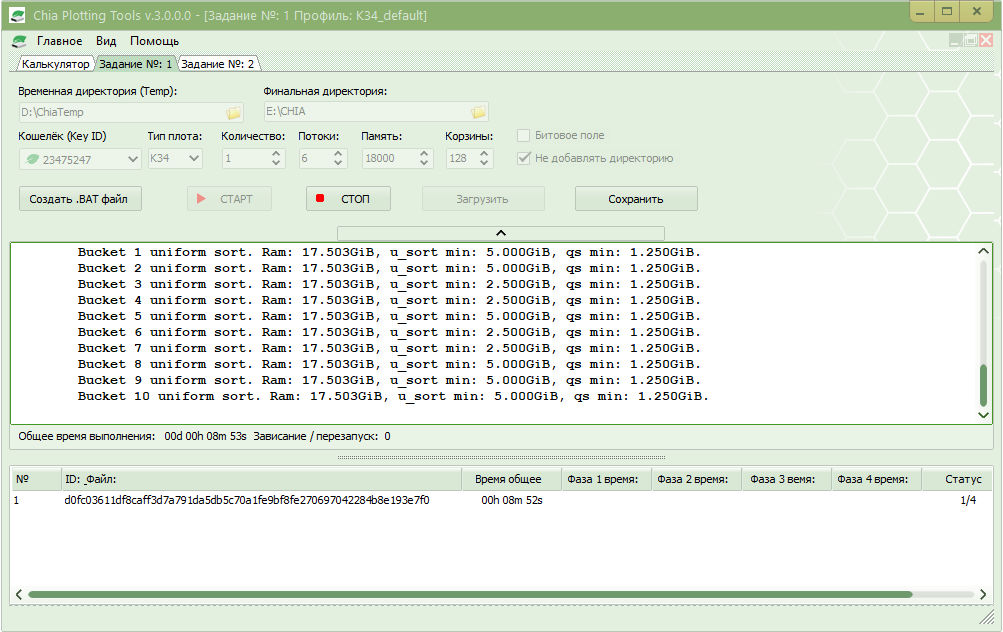 Chia Plotting Tools v.3.0.0.0 - [Задание №: 1 Профиль: K34_default]
Главное Вид Помощь
Калькулятор Задание №: 1 Задание №: 2
Временная директория (Temp): Финальная директория:
D:\ChiaTemp E:\CHIA
Кошелёк (Key ID) Тип плота: Количество: Потоки: Память: Корзины: Битовое поле
23475247 K34 1 6 18000 128 Не добавлять директорию
Создать .BAT файл СТАРТ СТОП Загрузить Сохранить
Bucket 1 uniform sort. Ram: 17.503GiB, u_sort min: 5.000GiB, qs min: 1.250GiB.
Bucket 2 uniform sort. Ram: 17.503GiB, u_sort min: 5.000GiB, qs min: 1.250GiB.
Bucket 3 uniform sort. Ram: 17.503GiB, u_sort min: 2.500GiB, qs min: 1.250GiB.
Bucket 4 uniform sort. Ram: 17.503GiB, u_sort min: 2.500GiB, qs min: 1.250GiB.
Bucket 5 uniform sort. Ram: 17.503GiB, u_sort min: 5.000GiB, qs min: 1.250GiB.
Bucket 6 uniform sort. Ram: 17.503GiB, u_sort min: 2.500GiB, qs min: 1.250GiB.
Bucket 7 uniform sort. Ram: 17.503GiB, u_sort min: 2.500GiB, qs min: 1.250GiB.
Bucket 8 uniform sort. Ram: 17.503GiB, u_sort min: 5.000GiB, qs min: 1.250GiB.
Bucket 9 uniform sort. Ram: 17.503GiB, u_sort min: 5.000GiB, qs min: 1.250GiB.
Bucket 10 uniform sort. Ram: 17.503GiB, u_sort min: 5.000GiB, qs min: 1.250GiB.
Общее время выполнения: 00d 00h 08m 53s Зависание / перезапуск: 0
№ ID: _Файл: Время общее Фаза 1 время: Фаза 2 время: Фаза 3 вемя: Фаза 4 время: Статус
1 d0fc03611df8caff3d7a791da5db5c70a1fe9bf8fe270697042284b8e193e7f0 00h 08m 52s 1/4